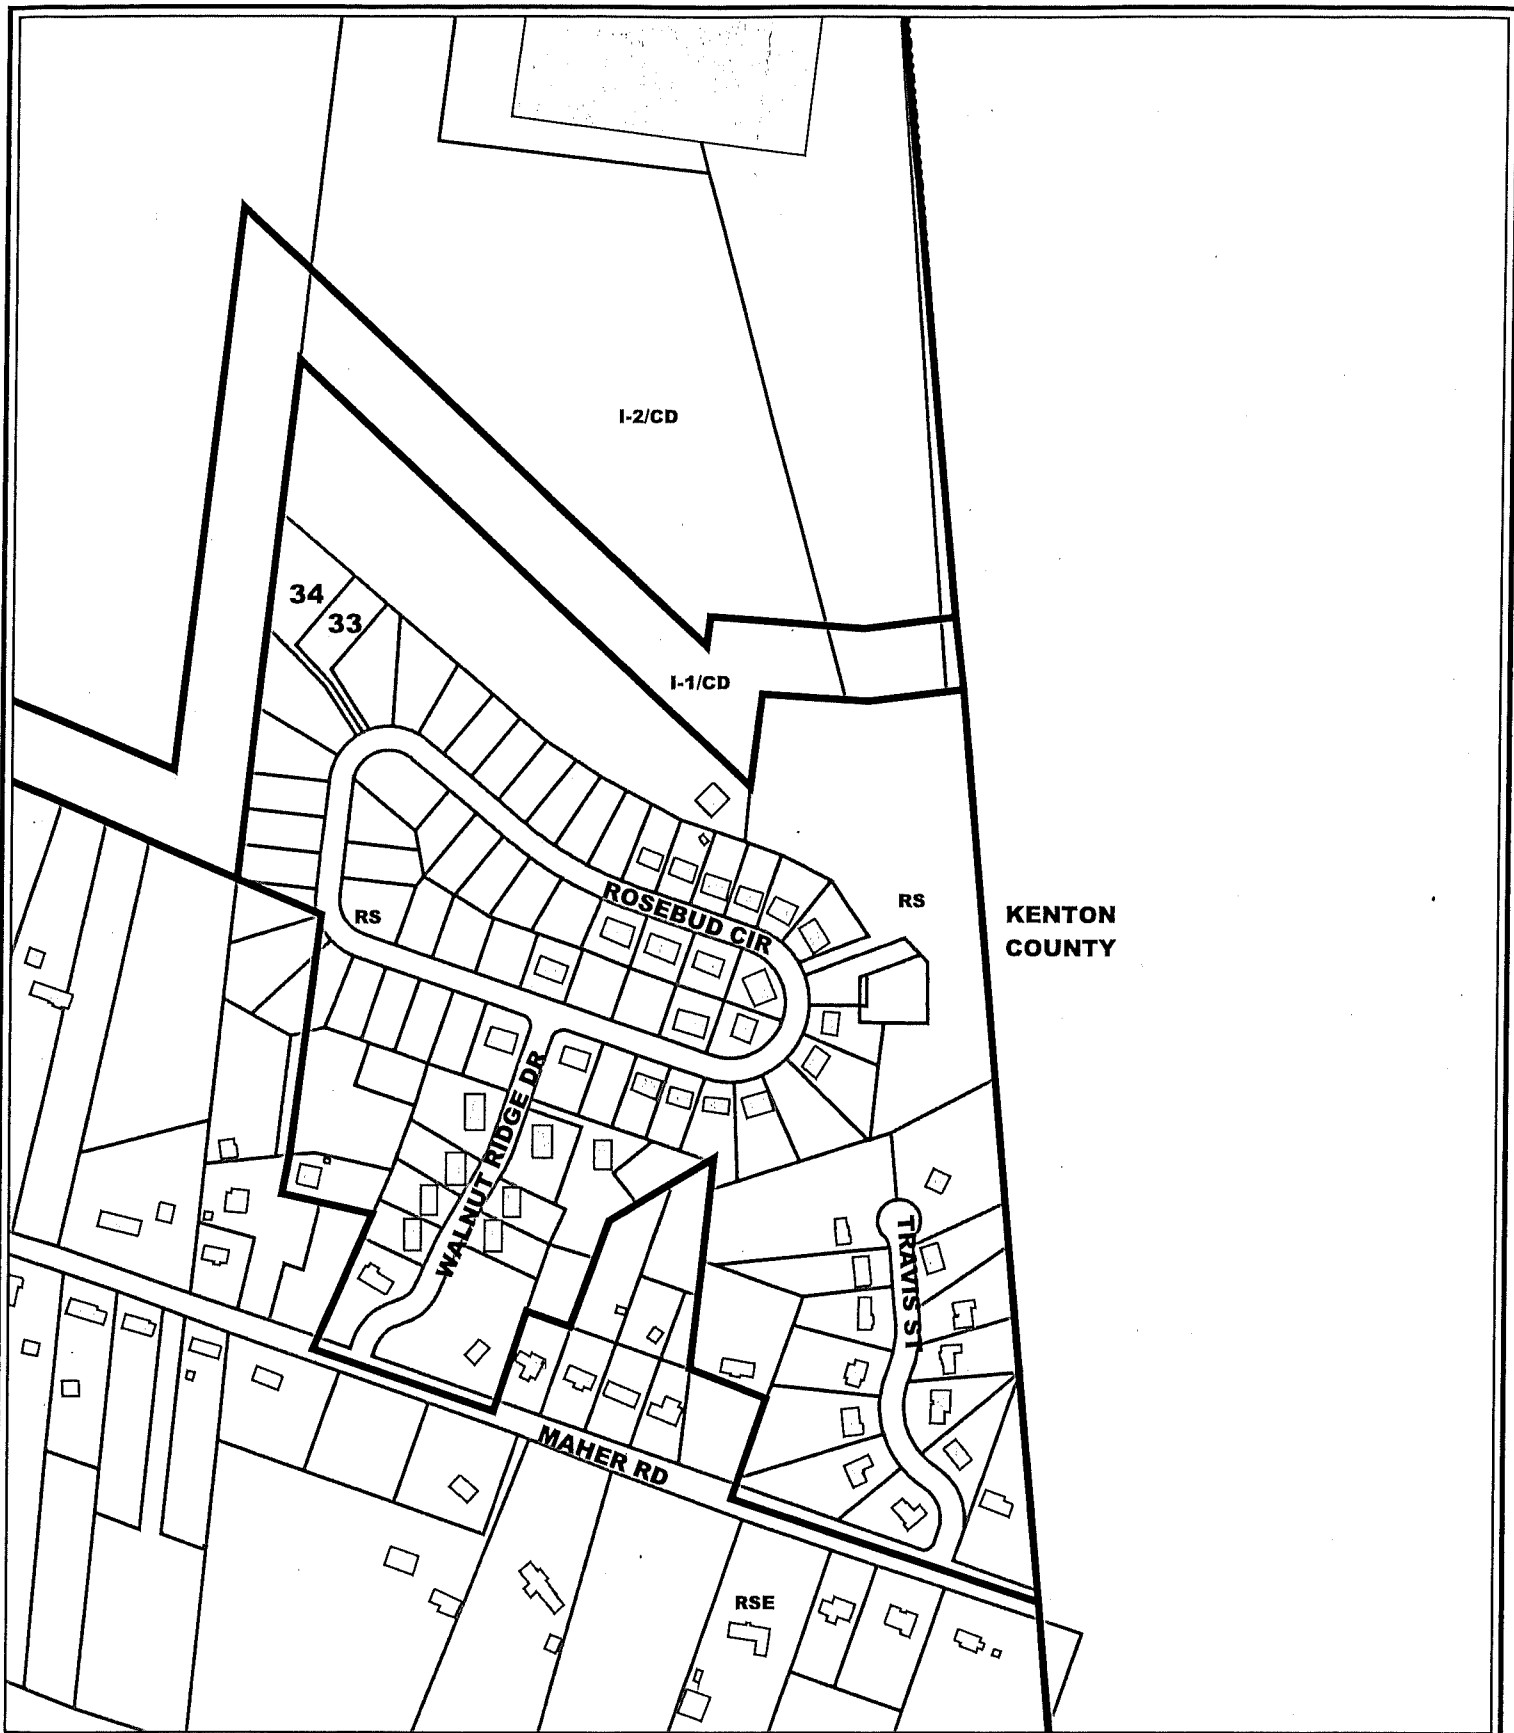 I-2/CD
34
33
I-1/CD
RS
ROSEBUD CIR
RS
KENTON
COUNTY
WALNUT RIDGE DR
TRAVIS ST
MAHER RD
RSE